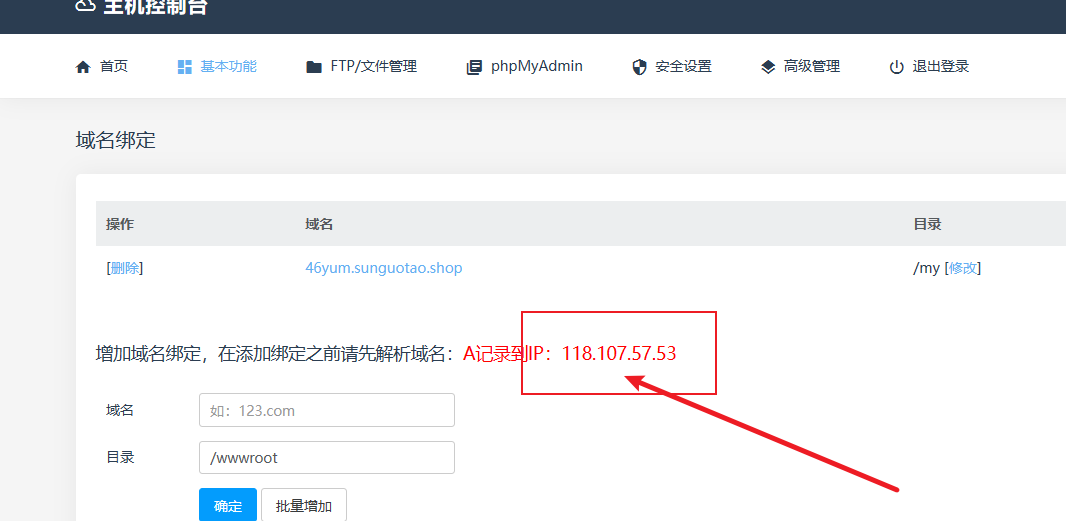 主机控制台
首页 基本功能 FTP/文件管理 phpMyAdmin 安全设置 高级管理 退出登录
域名绑定
操作 域名 目录
[删除] 46yum.sunguotao.shop /my [修改]
增加域名绑定，在添加绑定之前请先解析域名：A记录到IP：118.107.57.53
域名 如：123.com
目录 /wwwroot
确定 批量增加